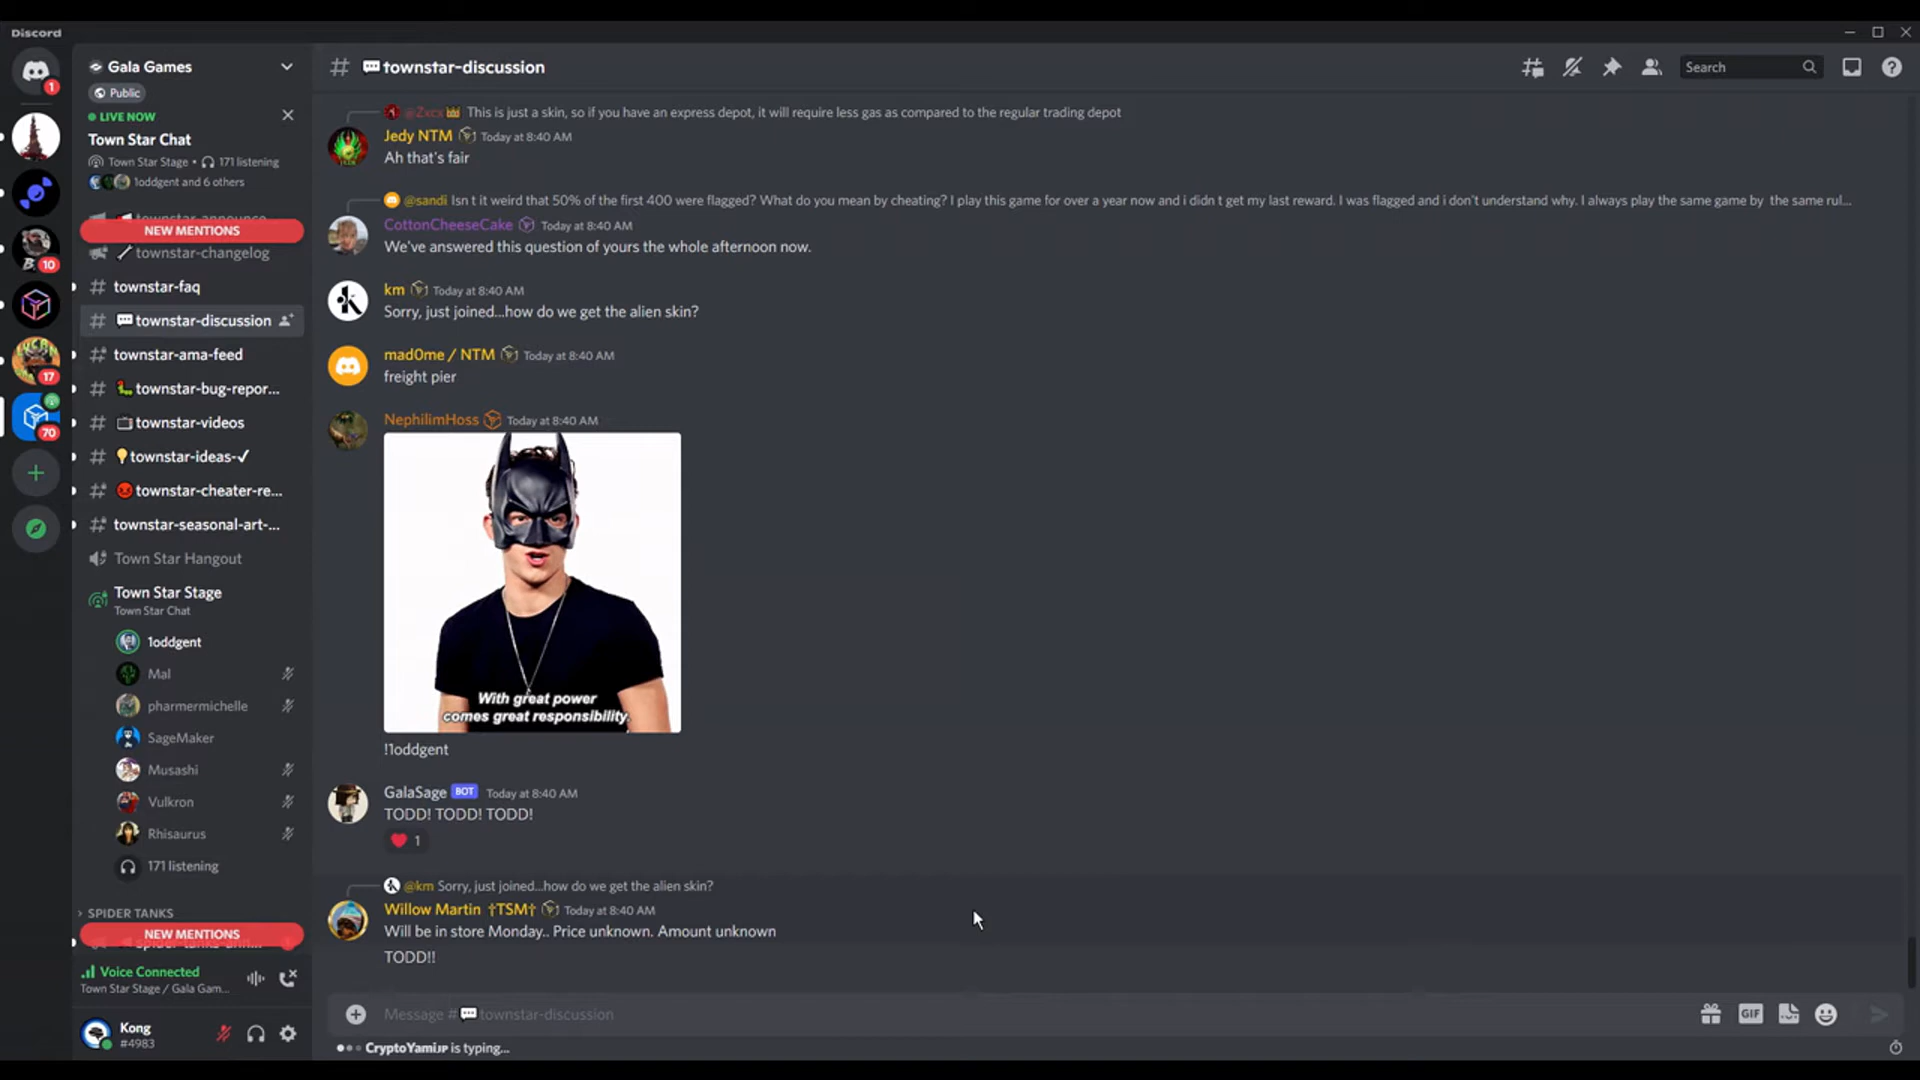 Discord
1
10
17
70
Gala Games
Public
LIVE NOW
Town Star Chat
Town Star Stage • 171 listening
1oddgent and 6 others
NEW MENTIONS
townstar-changelog
townstar-faq
townstar-discussion
townstar-ama-feed
townstar-bug-repor...
townstar-videos
townstar-ideas-✓
townstar-cheater-re...
townstar-seasonal-art-...
Town Star Hangout
Town Star Stage
Town Star Chat
1oddgent
Mal
pharmermichelle
SageMaker
Musashi
Vulkron
Rhisaurus
171 listening
SPIDER TANKS
NEW MENTIONS
Voice Connected
Town Star Stage / Gala Gam...
Kong
#4983
# townstar-discussion
Search
@Zxcx This is just a skin, so if you have an express depot, it will require less gas as compared to the regular trading depot
Jedy NTM Today at 8:40 AM
Ah that's fair
@sandi Isn t it weird that 50% of the first 400 were flagged? What do you mean by cheating? I play this game for over a year now and i didn t get my last reward. I was flagged and i don't understand why. I always play the same game by the same rul...
CottonCheeseCake Today at 8:40 AM
We've answered this question of yours the whole afternoon now.
km Today at 8:40 AM
Sorry, just joined...how do we get the alien skin?
mad0me / NTM Today at 8:40 AM
freight pier
NephilimHoss Today at 8:40 AM
With great power
comes great responsibility.
!1oddgent
GalaSage BOT Today at 8:40 AM
TODD! TODD! TODD!
1
@km Sorry, just joined...how do we get the alien skin?
Willow Martin †TSM† Today at 8:40 AM
Will be in store Monday.. Price unknown. Amount unknown
TODD!!
Message # townstar-discussion
GIF
CryptoYamiJP is typing...